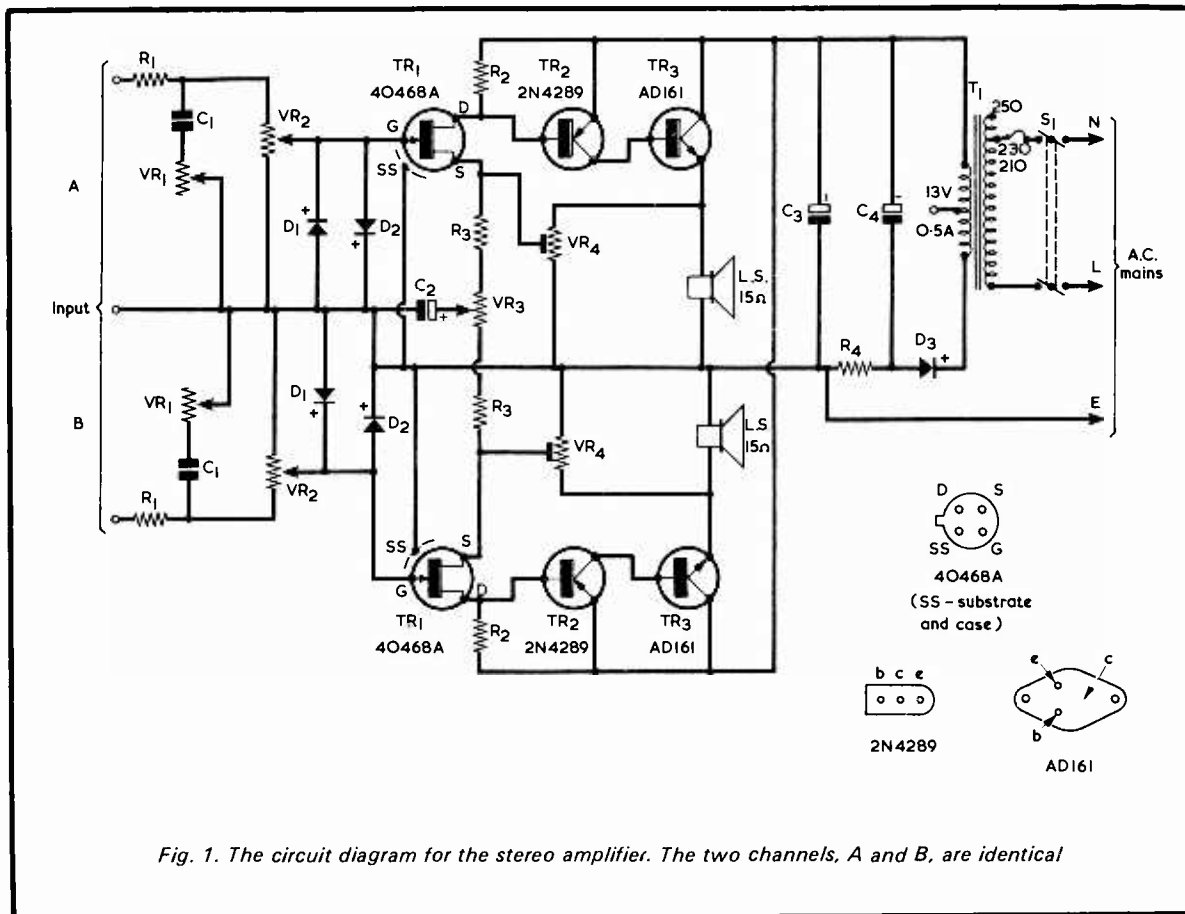 R1
C1
VR1
VR2
A
D1
+
D2
+
TR1
40468A
G
D
SS
S
R2
TR2
2N4289
TR3
AD161
R3
VR4
L.S.
15Ω
Input
C2
+
VR3
C3
C4
13V
0·5A
T1
250
230
210
S1
N
L
A.C.
mains
R4
D3
+
E
B
VR1
C1
R1
VR2
D1
+
D2
+
R3
VR4
L.S.
15Ω
SS
S
G
D
TR1
40468A
R2
TR2
2N4289
TR3
AD161
D S
SS G
40468A
(SS – substrate
and case)
b c e
2N4289
e c
b
AD161
Fig. 1. The circuit diagram for the stereo amplifier. The two channels, A and B, are identical